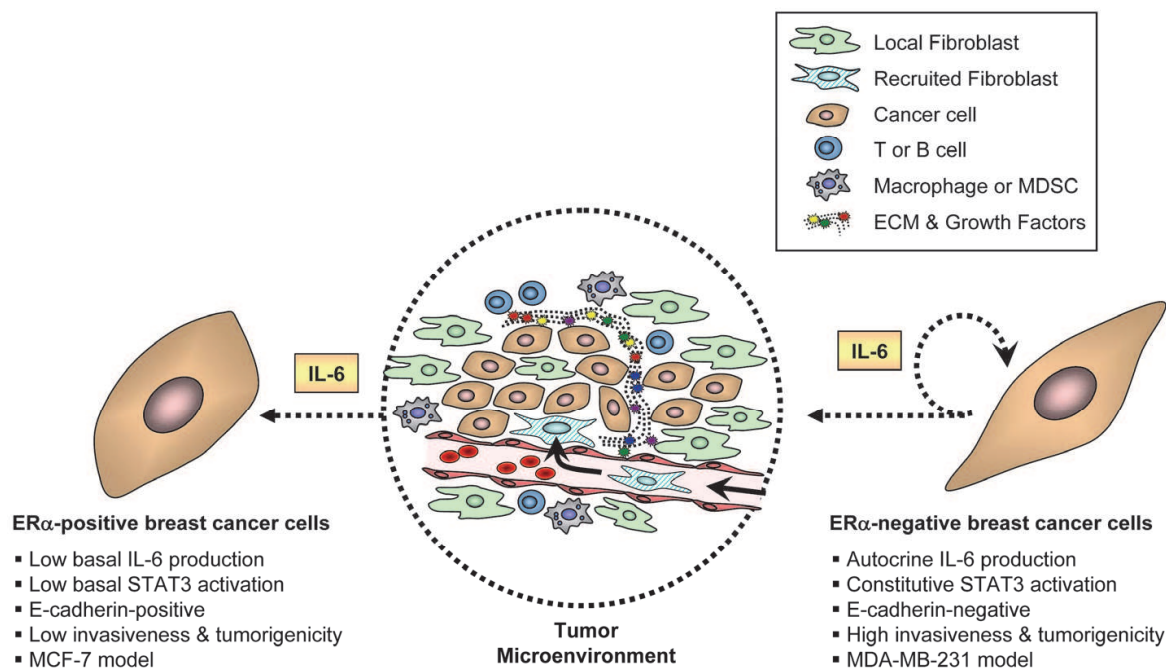 Local Fibroblast
Recruited Fibroblast
Cancer cell
T or B cell
Macrophage or MDSC
ECM & Growth Factors
IL-6
IL-6
ERα-positive breast cancer cells
▪ Low basal IL-6 production
▪ Low basal STAT3 activation
▪ E-cadherin-positive
▪ Low invasiveness & tumorigenicity
▪ MCF-7 model
Tumor
Microenvironment
ERα-negative breast cancer cells
▪ Autocrine IL-6 production
▪ Constitutive STAT3 activation
▪ E-cadherin-negative
▪ High invasiveness & tumorigenicity
▪ MDA-MB-231 model